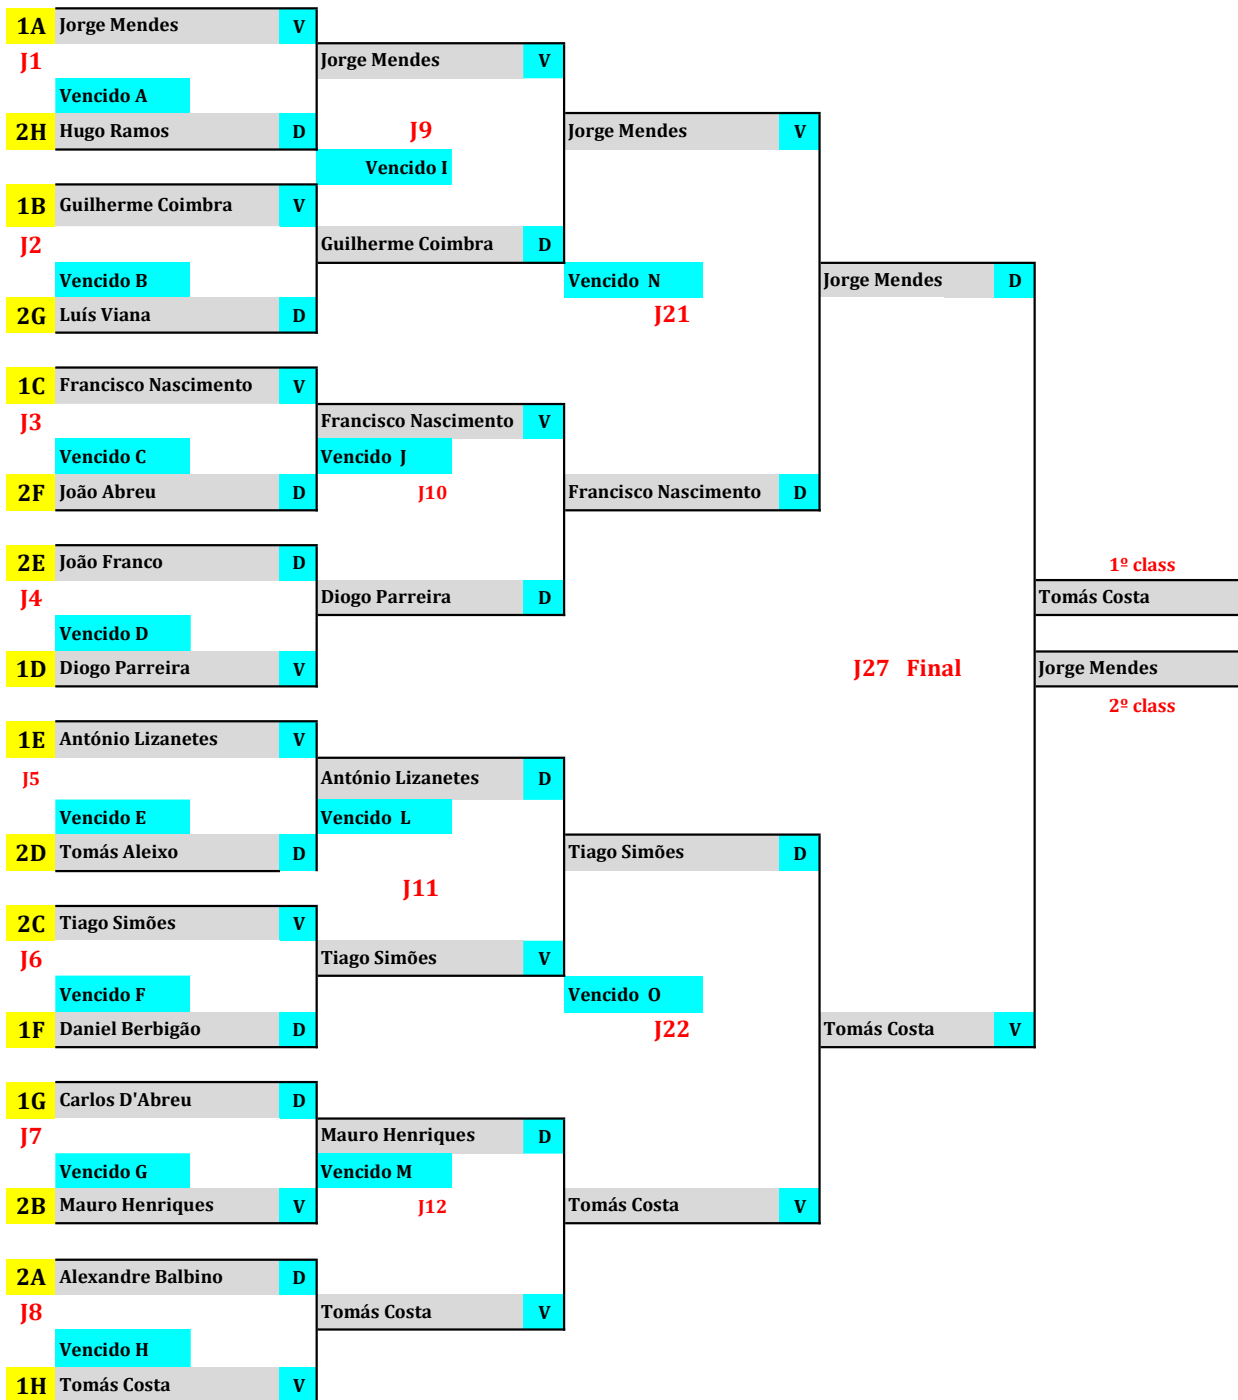 1A Jorge Mendes V
J1 Jorge Mendes V
Vencido A
2H Hugo Ramos D J9 Jorge Mendes V
Vencido I
1B Guilherme Coimbra V
J2 Guilherme Coimbra D
Vencido B Vencido N Jorge Mendes D
2G Luís Viana D J21
1C Francisco Nascimento V
J3 Francisco Nascimento V
Vencido C Vencido J
2F João Abreu D J10 Francisco Nascimento D
2E João Franco D 1º class
J4 Diogo Parreira D Tomás Costa
Vencido D
1D Diogo Parreira V J27 Final Jorge Mendes
2º class
1E António Lizanetes V
J5 António Lizanetes D
Vencido E Vencido L
2D Tomás Aleixo D Tiago Simões D
J11
2C Tiago Simões V
J6 Tiago Simões V
Vencido F Vencido O
1F Daniel Berbigão D J22 Tomás Costa V
1G Carlos D'Abreu D
J7 Mauro Henriques D
Vencido G Vencido M
2B Mauro Henriques V J12 Tomás Costa V
2A Alexandre Balbino D
J8 Tomás Costa V
Vencido H
1H Tomás Costa V